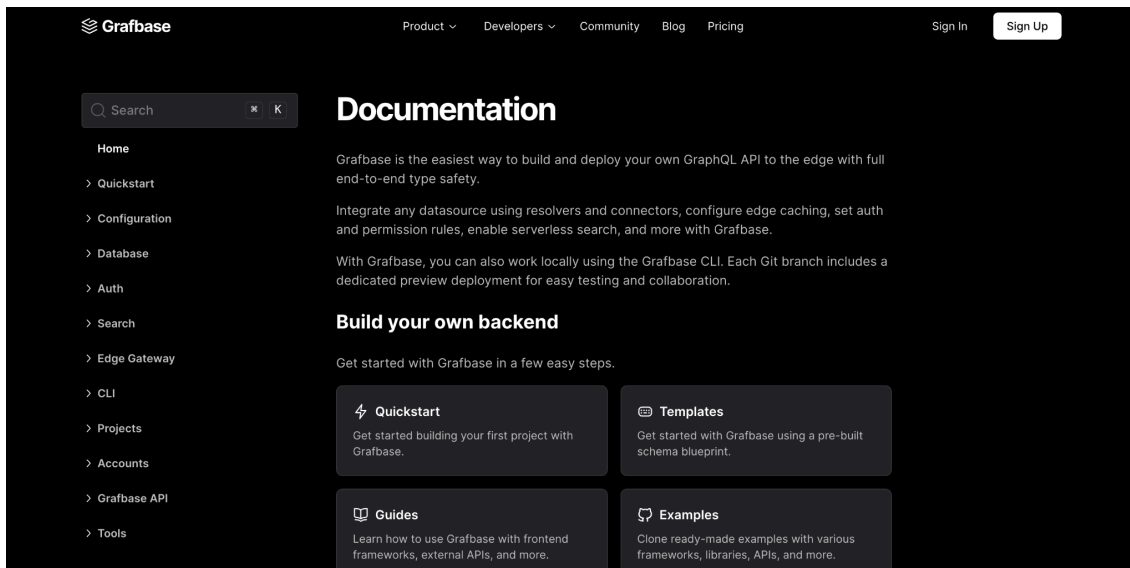 Grafbase
Product
Developers
Community
Blog
Pricing
Sign In
Sign Up
Search
⌘ K
Home
Quickstart
Configuration
Database
Auth
Search
Edge Gateway
CLI
Projects
Accounts
Grafbase API
Tools
Documentation
Grafbase is the easiest way to build and deploy your own GraphQL API to the edge with full
end-to-end type safety.
Integrate any datasource using resolvers and connectors, configure edge caching, set auth
and permission rules, enable serverless search, and more with Grafbase.
With Grafbase, you can also work locally using the Grafbase CLI. Each Git branch includes a
dedicated preview deployment for easy testing and collaboration.
Build your own backend
Get started with Grafbase in a few easy steps.
Quickstart
Get started building your first project with
Grafbase.
Templates
Get started with Grafbase using a pre-built
schema blueprint.
Guides
Learn how to use Grafbase with frontend
frameworks, external APIs, and more.
Examples
Clone ready-made examples with various
frameworks, libraries, APIs, and more.